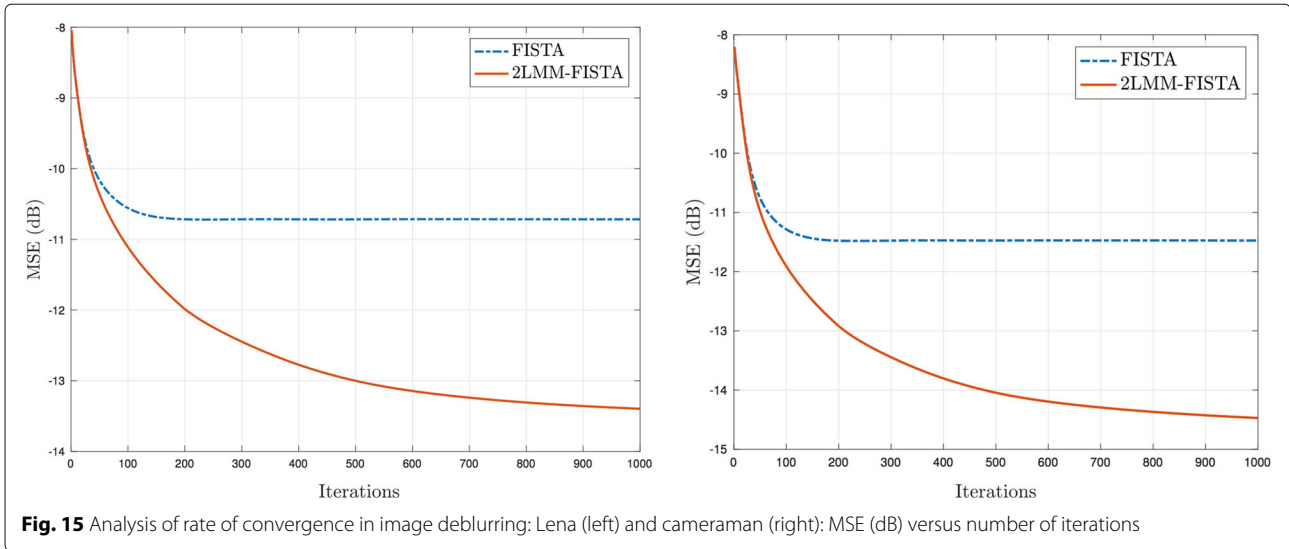 -8
-9
-10
-11
-12
-13
-14
MSE (dB)
FISTA
2LMM-FISTA
0 100 200 300 400 500 600 700 800 900 1000
Iterations
-8
-9
-10
-11
-12
-13
-14
-15
MSE (dB)
FISTA
2LMM-FISTA
0 100 200 300 400 500 600 700 800 900 1000
Iterations
Fig. 15 Analysis of rate of convergence in image deblurring: Lena (left) and cameraman (right): MSE (dB) versus number of iterations